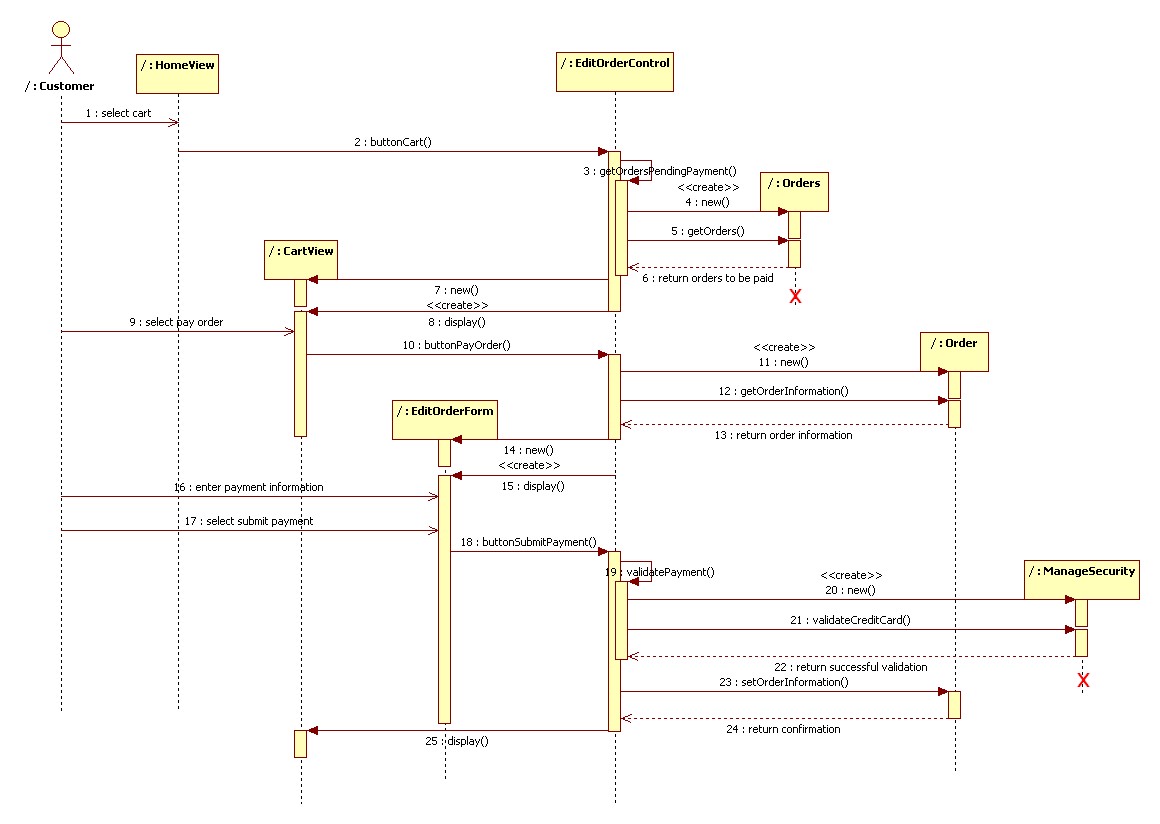 / : Customer
/ : HomeView
/ : EditOrderControl
1 : select cart
2 : buttonCart()
3 : getOrdersPendingPayment()
<<create>>
4 : new()
/ : Orders
5 : getOrders()
/ : CartView
6 : return orders to be paid
7 : new()
<<create>>
8 : display()
X
9 : select pay order
10 : buttonPayOrder()
<<create>>
11 : new()
/ : Order
12 : getOrderInformation()
/ : EditOrderForm
13 : return order information
14 : new()
<<create>>
15 : display()
16 : enter payment information
17 : select submit payment
18 : buttonSubmitPayment()
19 : validatePayment()
<<create>>
20 : new()
/ : ManageSecurity
21 : validateCreditCard()
22 : return successful validation
X
23 : setOrderInformation()
24 : return confirmation
25 : display()